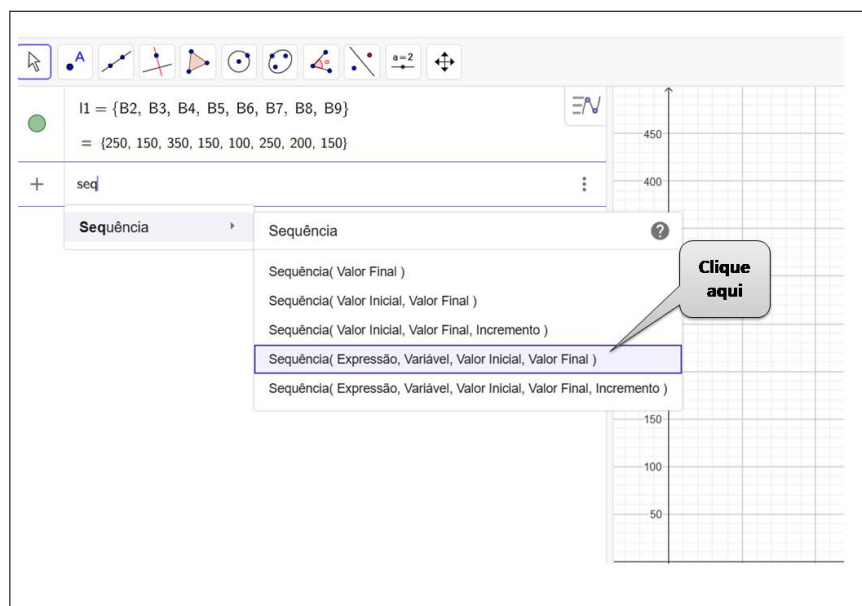 A
a=2
l1 = {B2, B3, B4, B5, B6, B7, B8, B9}
= {250, 150, 350, 150, 100, 250, 200, 150}
seq
Sequência
Sequência
Sequência( Valor Final )
Sequência( Valor Inicial, Valor Final )
Sequência( Valor Inicial, Valor Final, Incremento )
Sequência( Expressão, Variável, Valor Inicial, Valor Final )
Sequência( Expressão, Variável, Valor Inicial, Valor Final, Incremento )
Clique
aqui
450
400
150
100
50